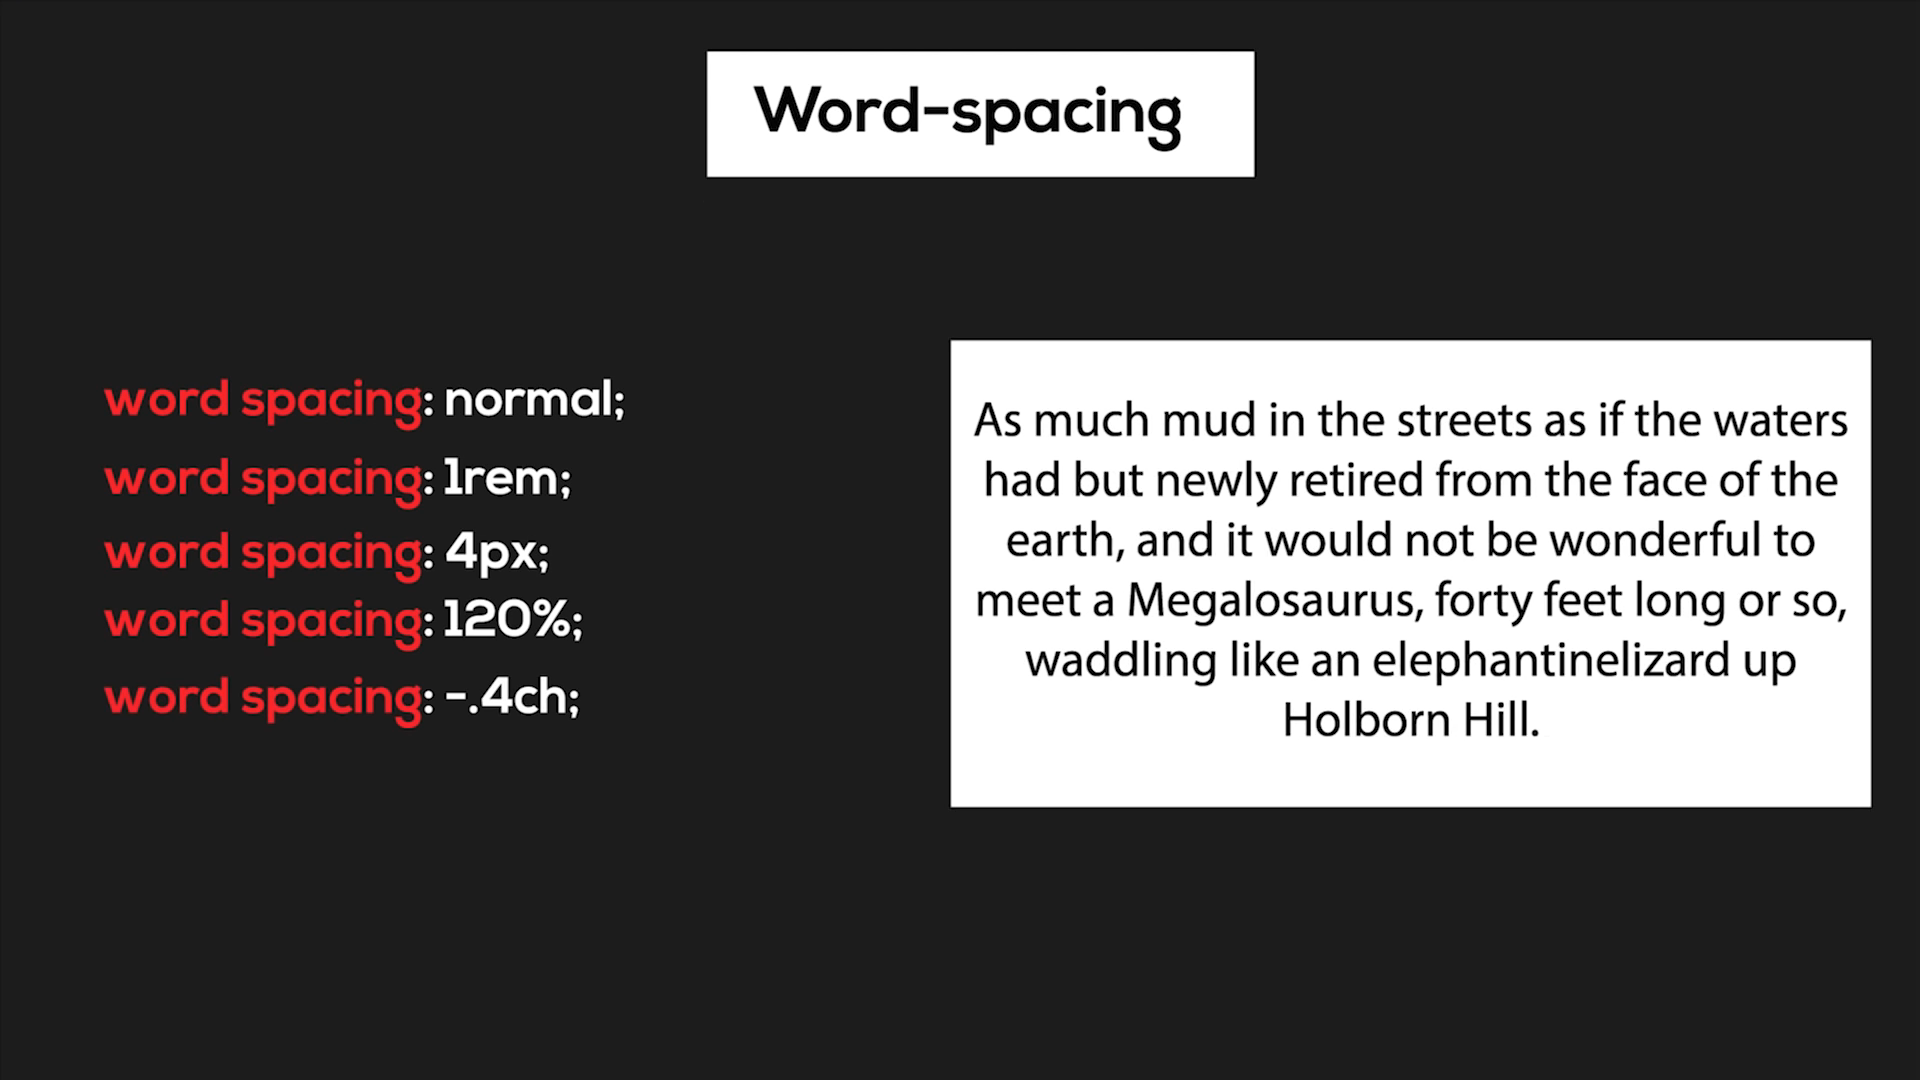 Word-spacing
word spacing: normal;
word spacing: 1rem;
word spacing: 4px;
word spacing: 120%;
word spacing: -.4ch;
As much mud in the streets as if the waters
had but newly retired from the face of the
earth, and it would not be wonderful to
meet a Megalosaurus, forty feet long or so,
waddling like an elephantinelizard up
Holborn Hill.